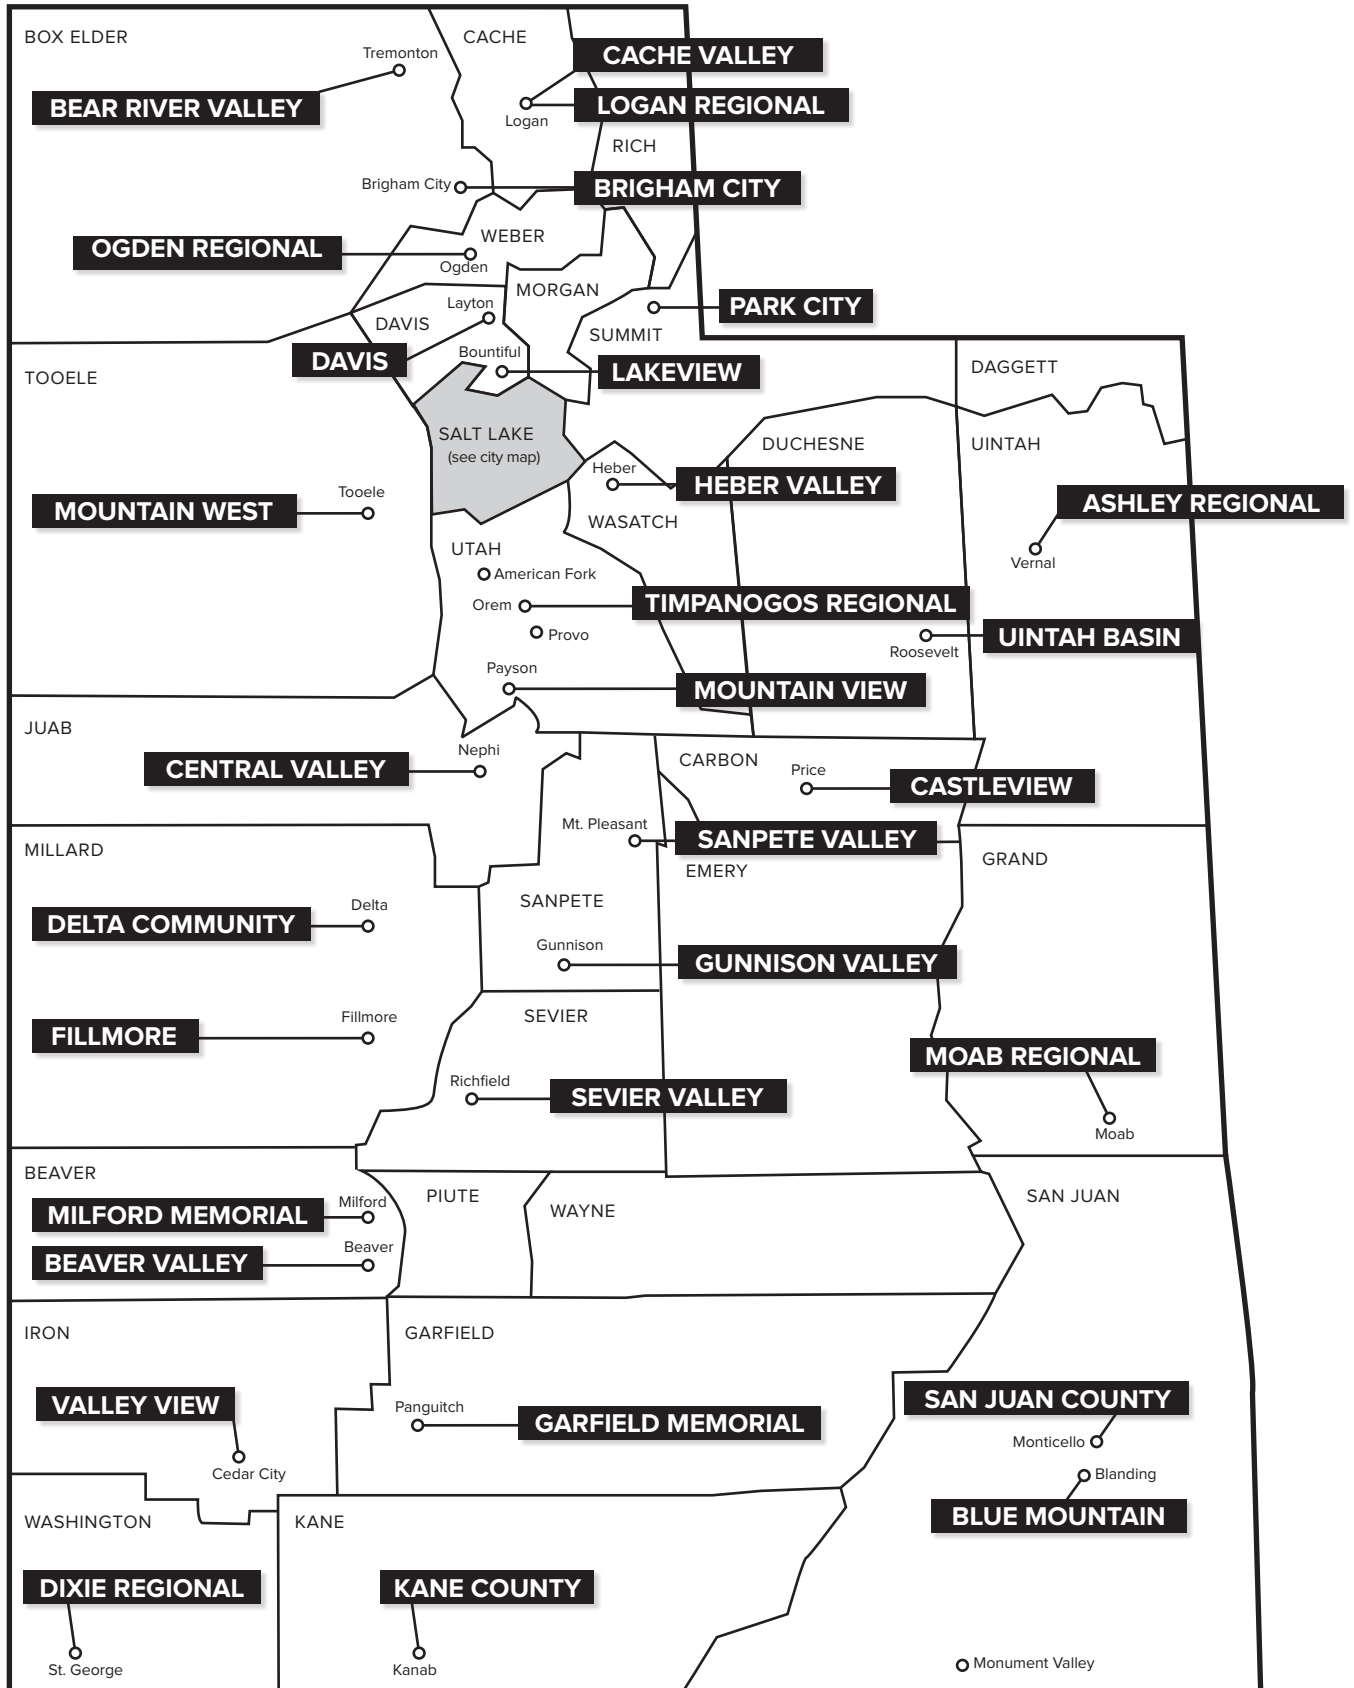 BOX ELDER
CACHE
Tremonton
CACHE VALLEY
BEAR RIVER VALLEY
LOGAN REGIONAL
Logan
RICH
Brigham City
BRIGHAM CITY
WEBER
OGDEN REGIONAL
Ogden
MORGAN
Layton
PARK CITY
DAVIS
SUMMIT
Bountiful
DAVIS
LAKEVIEW
TOOELE
DAGGETT
SALT LAKE
(see city map)
DUCHESNE
UINTAH
Heber
HEBER VALLEY
Tooele
MOUNTAIN WEST
ASHLEY REGIONAL
WASATCH
UTAH
Vernal
American Fork
Orem
TIMPANOGOS REGIONAL
Provo
UINTAH BASIN
Roosevelt
Payson
MOUNTAIN VIEW
JUAB
Nephi
CENTRAL VALLEY
CARBON
Price
CASTLEVIEW
Mt. Pleasant
SANPETE VALLEY
MILLARD
GRAND
EMERY
SANPETE
Delta
DELTA COMMUNITY
Gunnison
GUNNISON VALLEY
Fillmore
SEVIER
FILLMORE
MOAB REGIONAL
Richfield
SEVIER VALLEY
Moab
BEAVER
Milford
PIUTE
SAN JUAN
MILFORD MEMORIAL
WAYNE
Beaver
BEAVER VALLEY
IRON
GARFIELD
VALLEY VIEW
Panguitch
GARFIELD MEMORIAL
SAN JUAN COUNTY
Monticello
Cedar City
Blanding
BLUE MOUNTAIN
WASHINGTON
KANE
DIXIE REGIONAL
KANE COUNTY
St. George
Kanab
Monument Valley